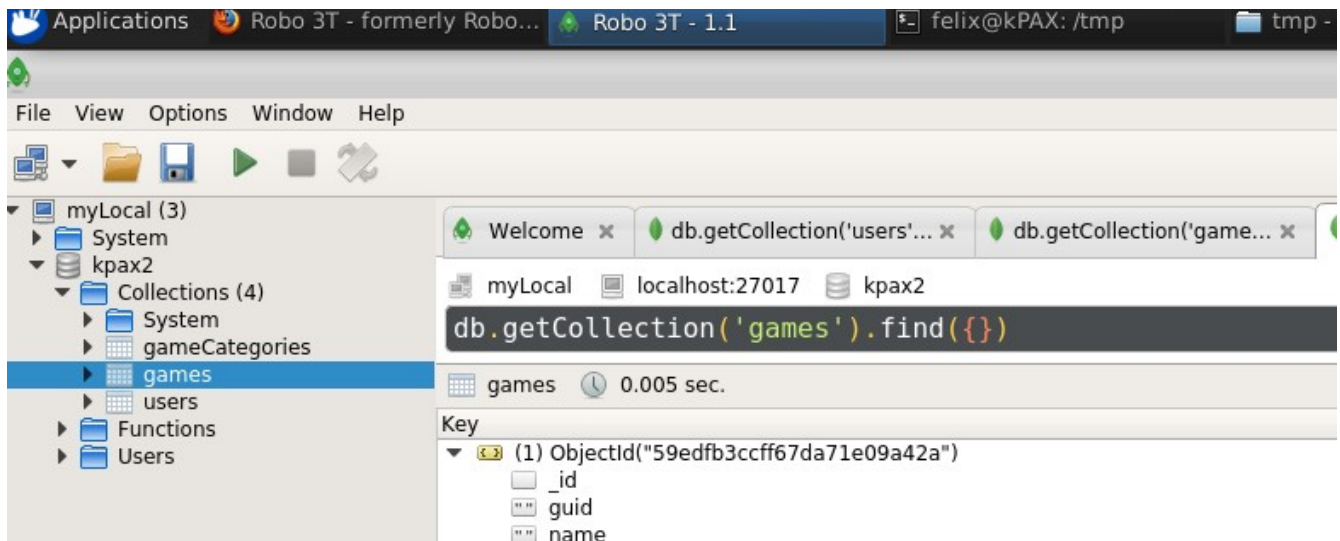 Applications Robo 3T - formerly Robo... Robo 3T - 1.1 felix@kPAX: /tmp tmp -
File View Options Window Help
myLocal (3)
System
kpax2
Collections (4)
System
gameCategories
games
users
Functions
Users
Welcome db.getCollection('users'... db.getCollection('game...
myLocal localhost:27017 kpax2
db.getCollection('games').find({})
games 0.005 sec.
Key
(1) ObjectId("59edfb3ccff67da71e09a42a")
_id
guid
name